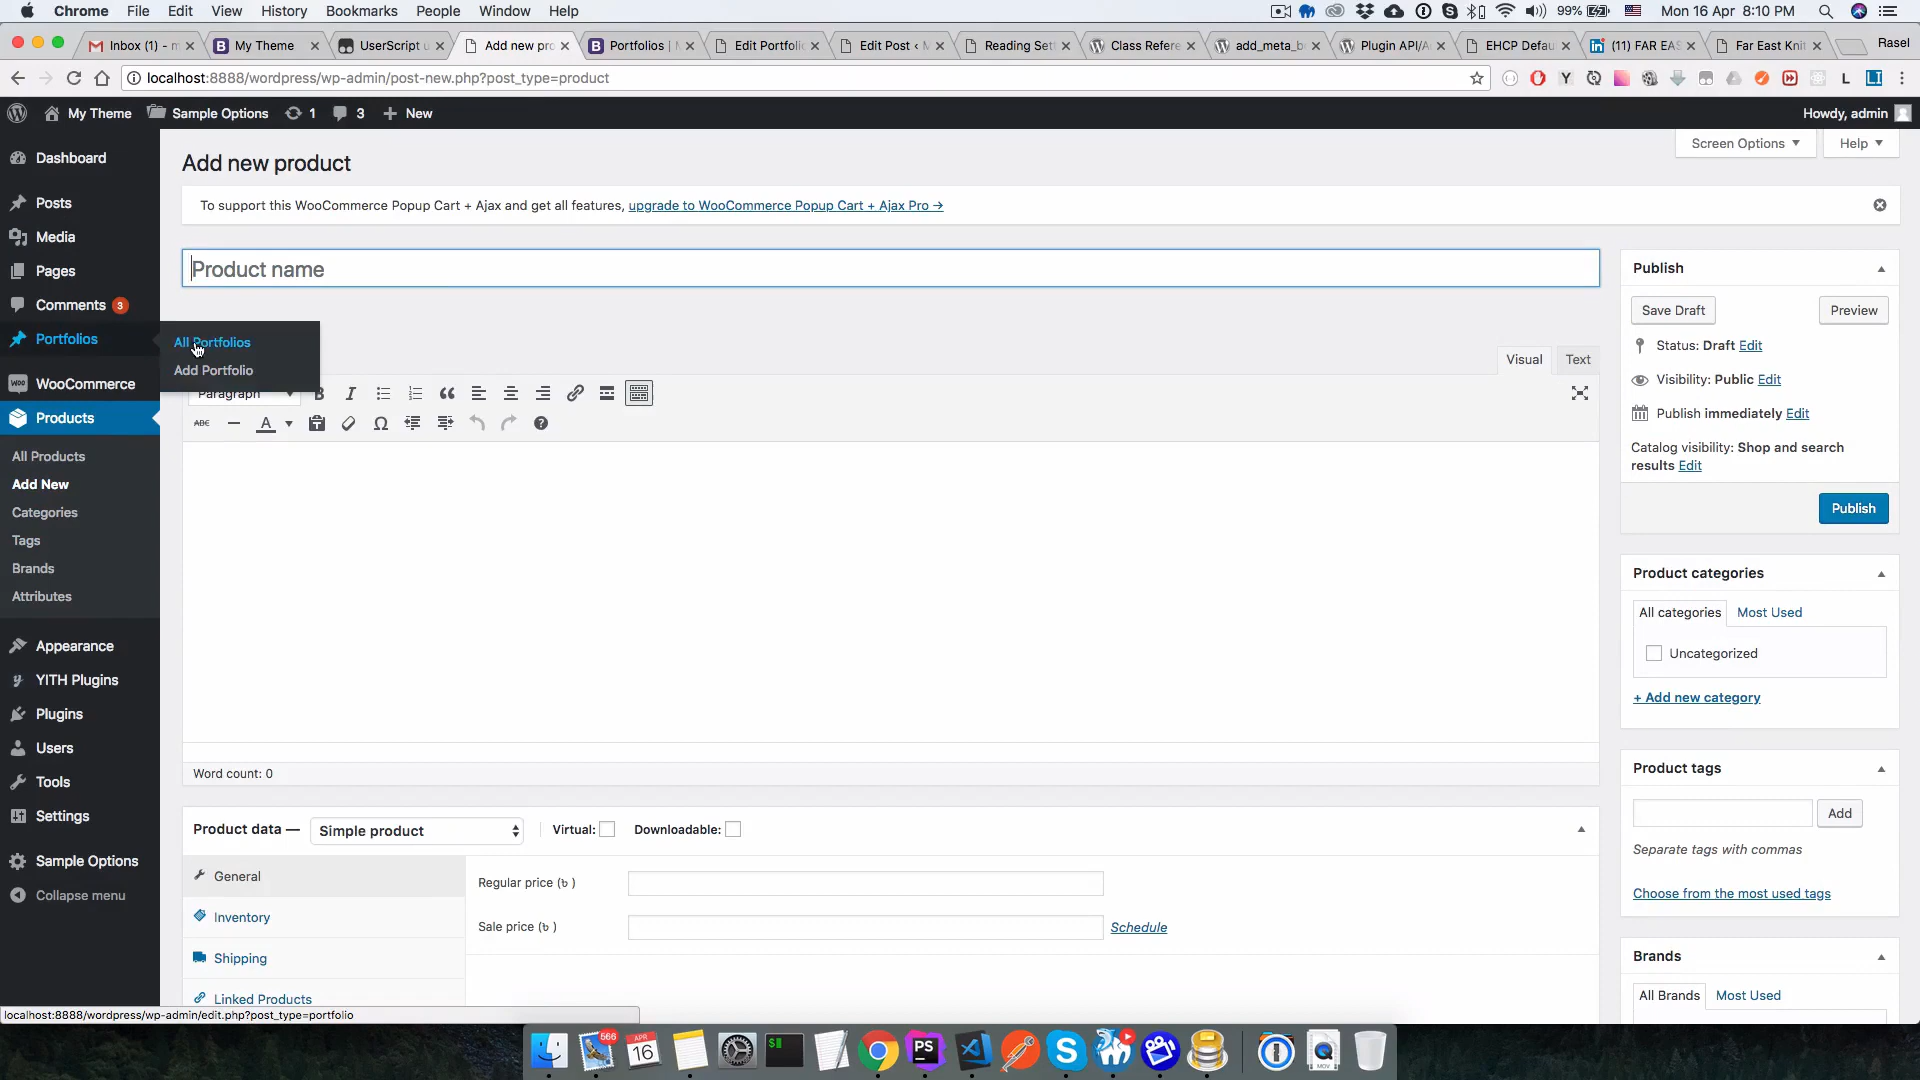 Chrome File Edit View History Bookmarks People Window Help 99% Mon 16 Apr 8:10 PM
Inbox (1) - m My Theme UserScript u Add new pro Portfolios | M Edit Portfolio Edit Post ‹ M Reading Set Class Refere add_meta_b Plugin API/A EHCP Defau (11) FAR EAS Far East Knit Rasel
localhost:8888/wordpress/wp-admin/post-new.php?post_type=product
My Theme Sample Options 1 3 + New Howdy, admin
Screen Options Help
Add new product
To support this WooCommerce Popup Cart + Ajax and get all features, upgrade to WooCommerce Popup Cart + Ajax Pro →
Dashboard
Posts
Media
Pages
Comments 3
Portfolios
All Portfolios
Add Portfolio
WooCommerce
Products
All Products
Add New
Categories
Tags
Brands
Attributes
Appearance
YITH Plugins
Plugins
Users
Tools
Settings
Sample Options
Collapse menu
Product name
Visual Text
Paragraph B I
ABC A Ω
Word count: 0
Product data — Simple product Virtual: Downloadable:
General
Inventory
Shipping
Linked Products
Regular price (৳ )
Sale price (৳ ) Schedule
Publish
Save Draft Preview
Status: Draft Edit
Visibility: Public Edit
Publish immediately Edit
Catalog visibility: Shop and search
results Edit
Publish
Product categories
All categories Most Used
Uncategorized
+ Add new category
Product tags
Add
Separate tags with commas
Choose from the most used tags
Brands
All Brands Most Used
localhost:8888/wordpress/wp-admin/edit.php?post_type=portfolio
566 APR 16 $ PS